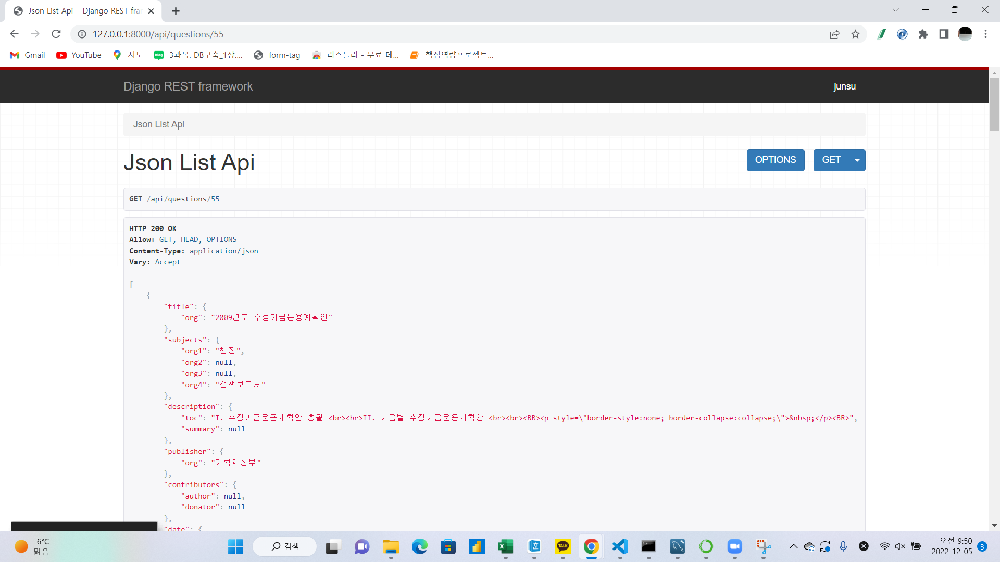 Json List Api – Django REST fran
127.0.0.1:8000/api/questions/55
Gmail
YouTube
지도
3과목. DB구축_1장....
form-tag
리스틀리 - 무료 데...
핵심역량프로젝트...
Django REST framework
junsu
Json List Api
Json List Api
OPTIONS
GET
GET /api/questions/55
HTTP 200 OK
Allow: GET, HEAD, OPTIONS
Content-Type: application/json
Vary: Accept
[
{
"title": {
"org": "2009년도 수정기금운용계획안"
},
"subjects": {
"org1": "행정",
"org2": null,
"org3": null,
"org4": "정책보고서"
},
"description": {
"toc": "I. 수정기금운용계획안 총괄 <br><br>II. 기금별 수정기금운용계획안 <br><br><BR><p style=\"border-style:none; border-collapse:collapse;\">&nbsp;</p><BR>",
"summary": null
},
"publisher": {
"org": "기획재정부"
},
"contributors": {
"author": null,
"donator": null
},
"date": {
-6°C
맑음
검색
TALK
오전 9:50
2022-12-05
3